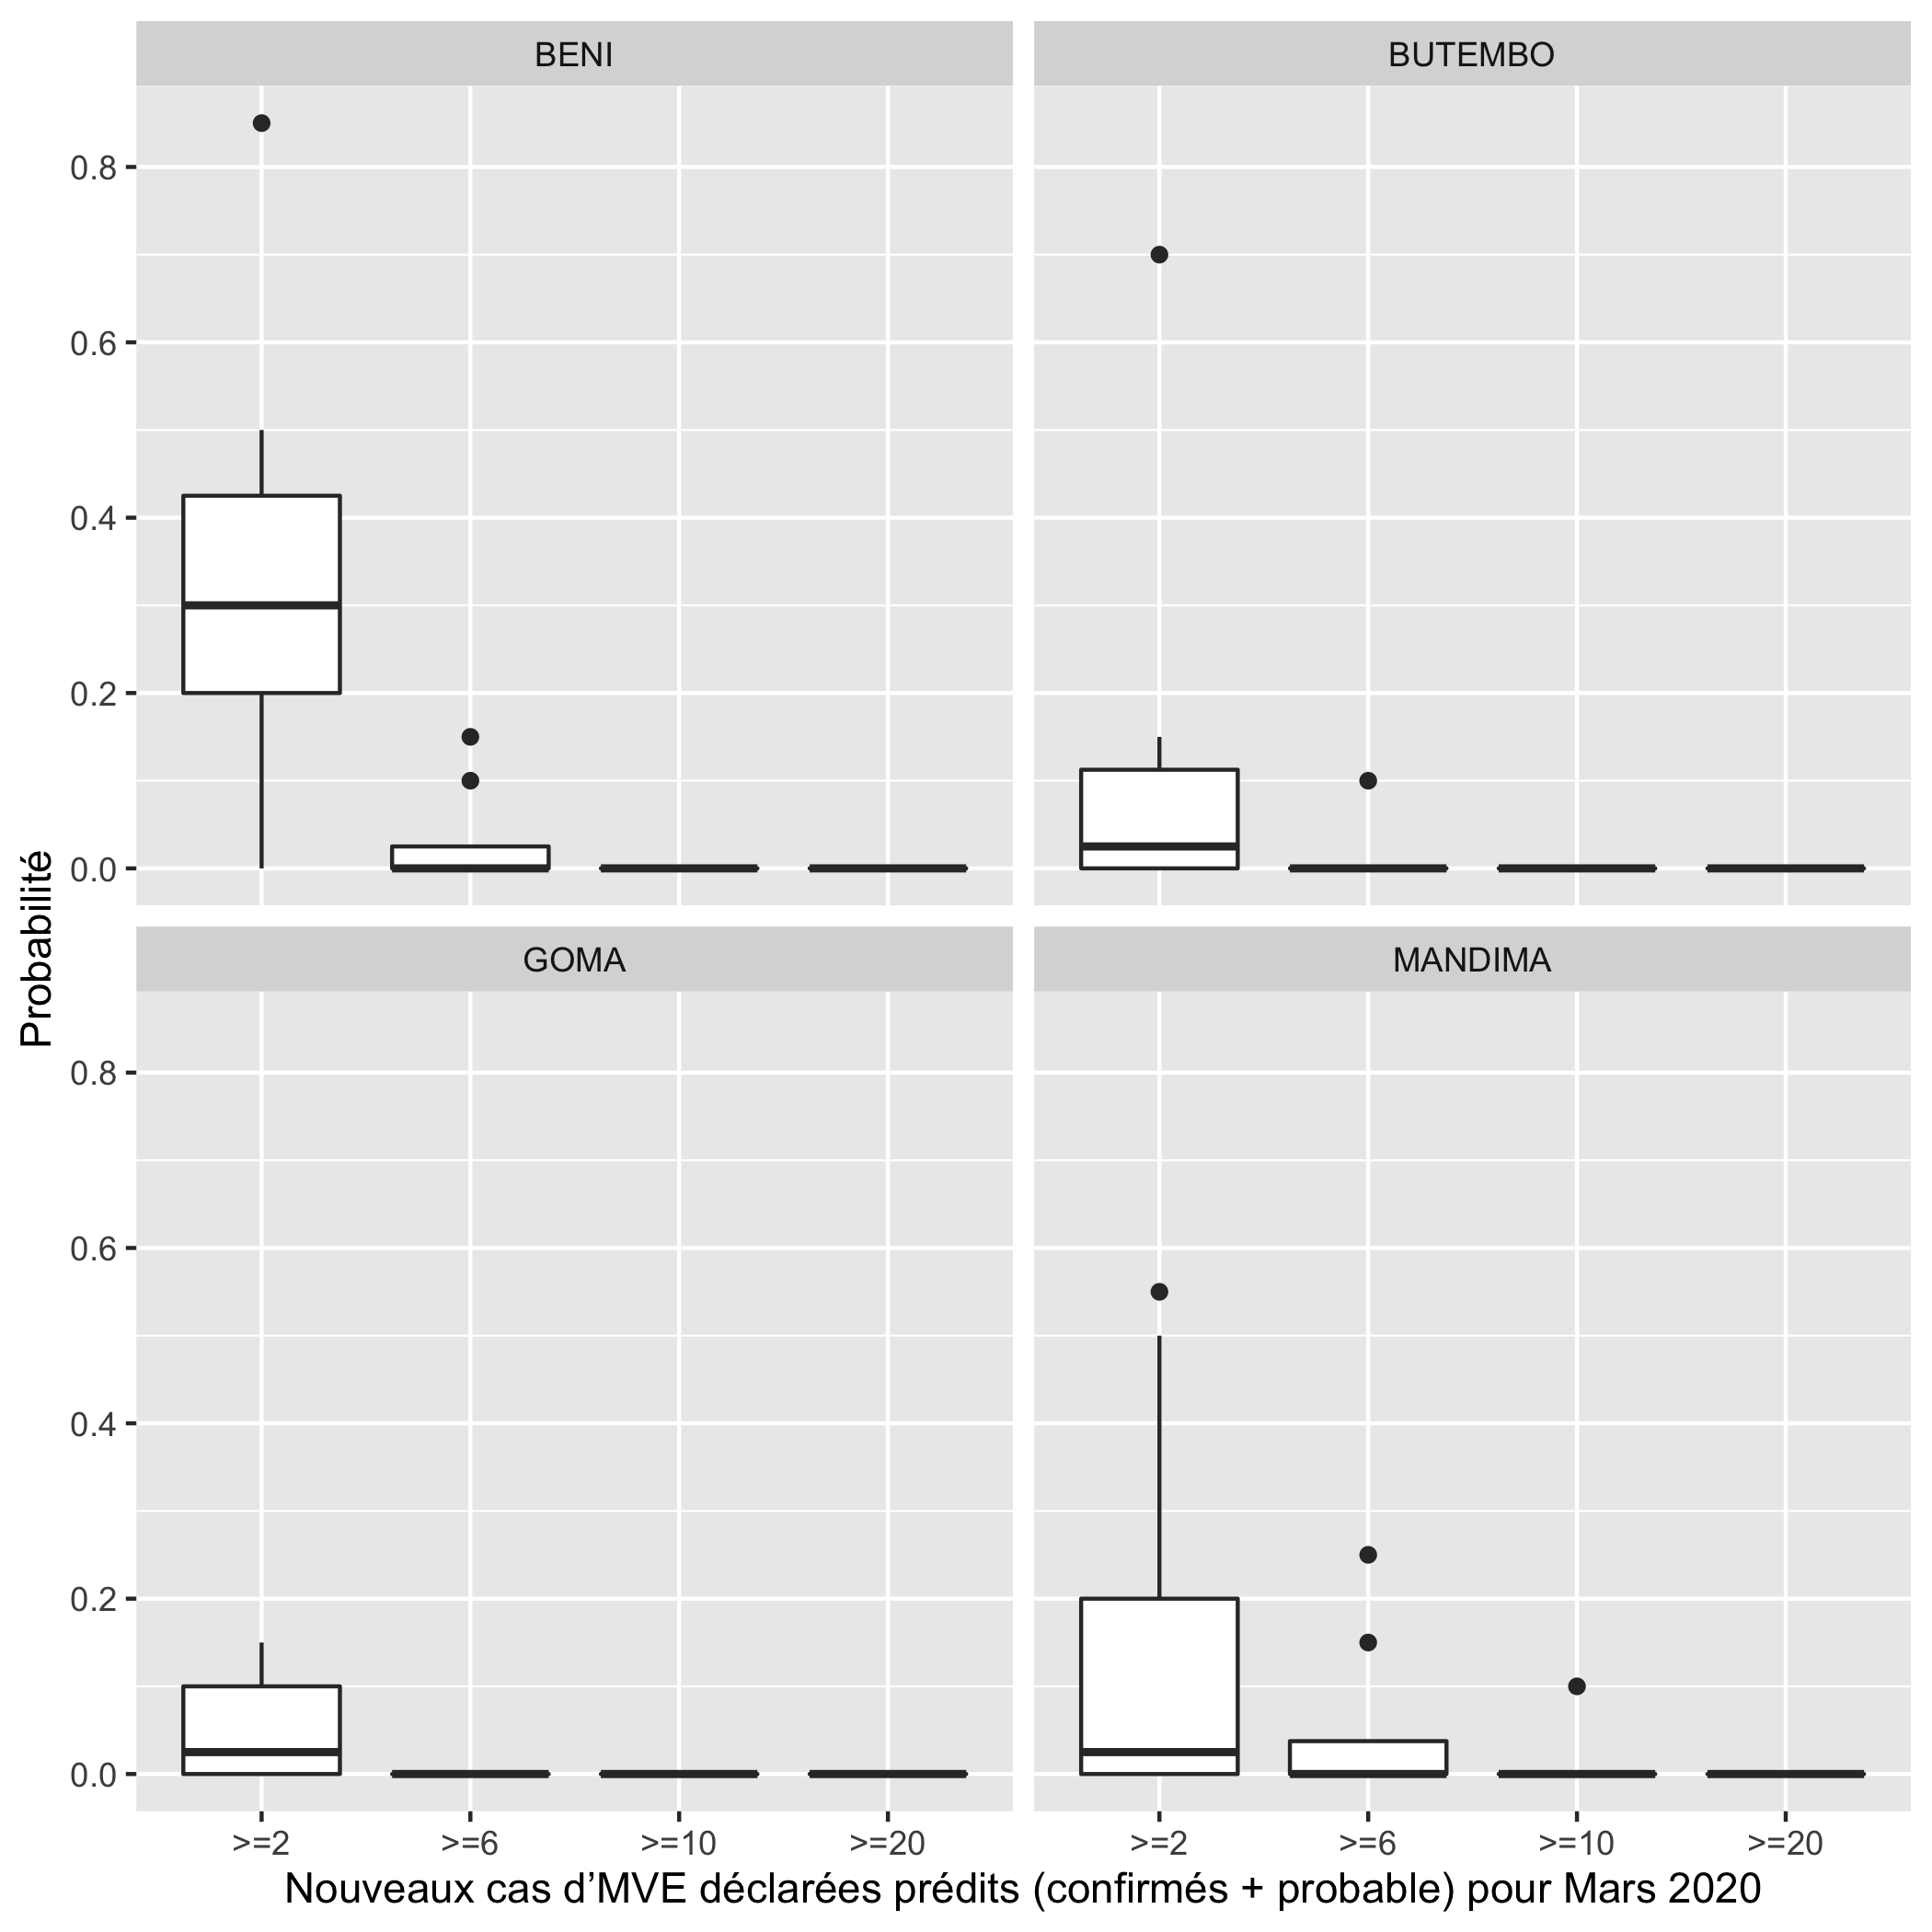 BENI
BUTEMBO
0.8
0.6
0.4
0.2
0.0
Probabilité
GOMA
MANDIMA
0.8
0.6
0.4
0.2
0.0
>=2 >=6 >=10 >=20 >=2 >=6 >=10 >=20
Nouveaux cas d’MVE déclarées prédits (confirmés + probable) pour Mars 2020